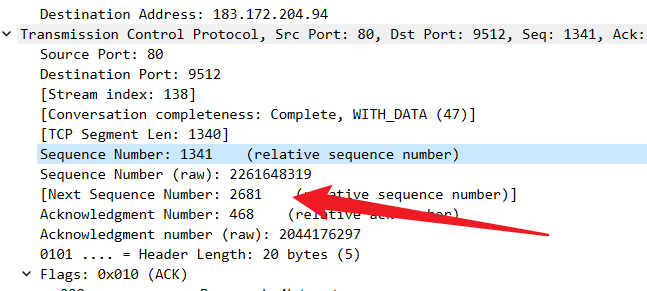 Destination Address: 183.172.204.94
Transmission Control Protocol, Src Port: 80, Dst Port: 9512, Seq: 1341, Ack:
Source Port: 80
Destination Port: 9512
[Stream index: 138]
[Conversation completeness: Complete, WITH_DATA (47)]
[TCP Segment Len: 1340]
Sequence Number: 1341 (relative sequence number)
Sequence Number (raw): 2261648319
[Next Sequence Number: 2681 (relative sequence number)]
Acknowledgment Number: 468 (relative ack number)
Acknowledgment number (raw): 2044176297
0101 .... = Header Length: 20 bytes (5)
Flags: 0x010 (ACK)